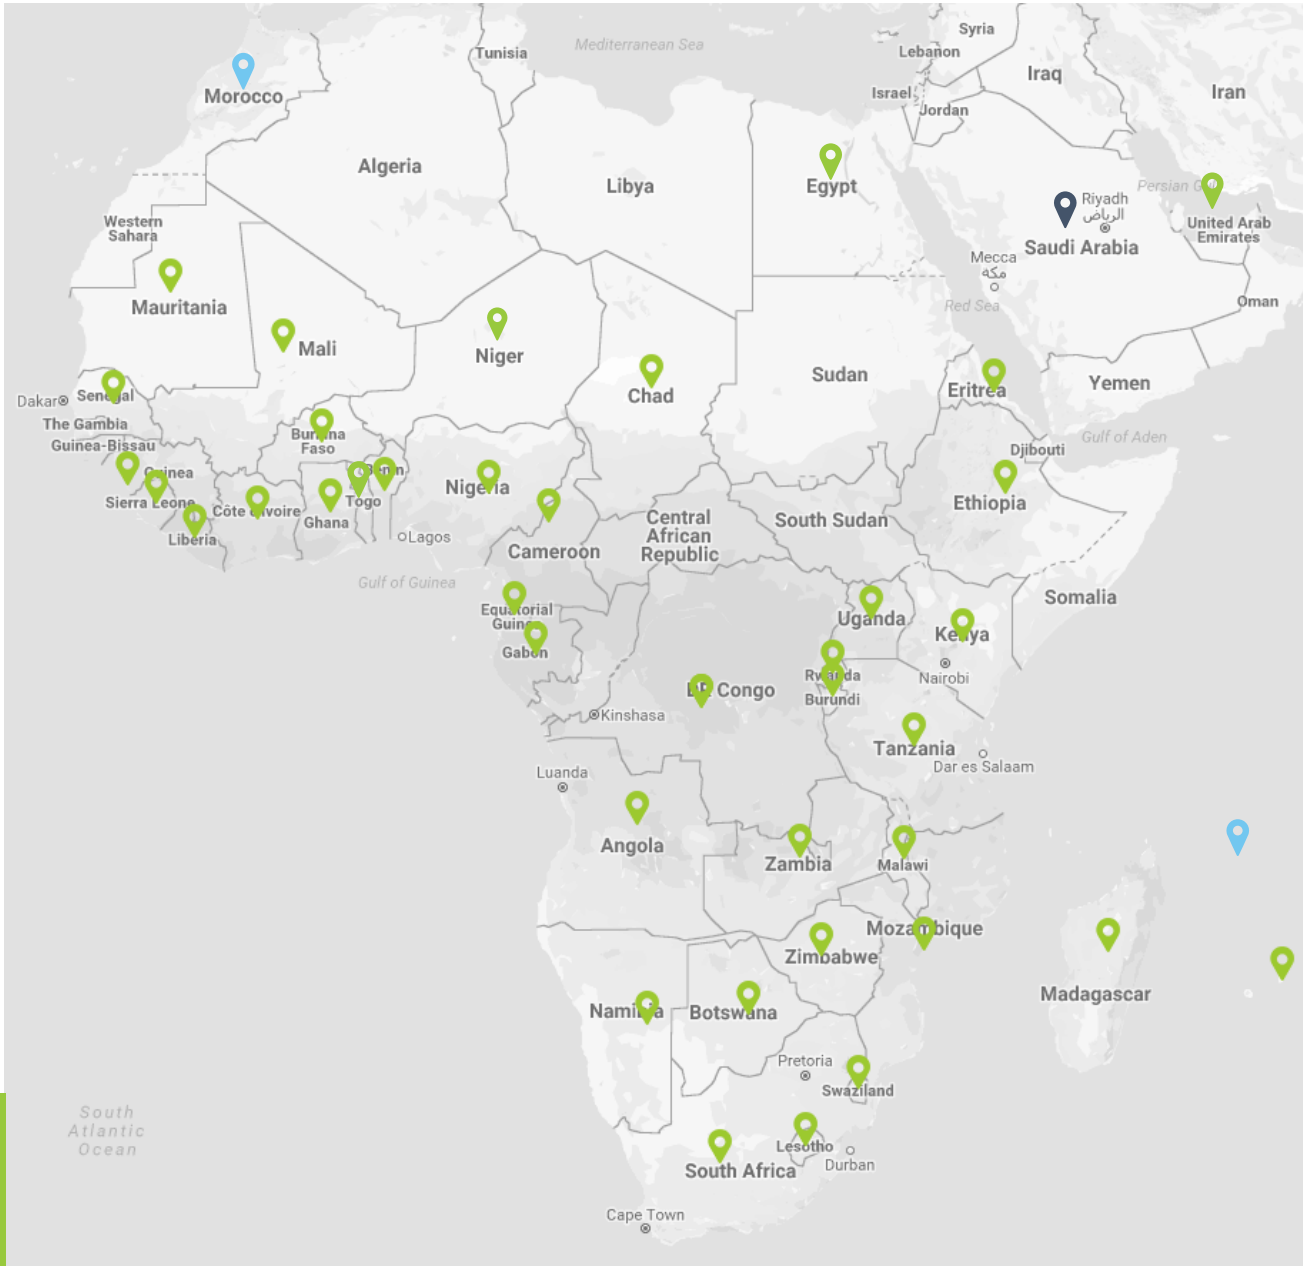 Syria
Tunisia
Mediterranean Sea
Lebanon
Iraq
Iran
Israel
Morocco
Jordan
Algeria
Libya
Egypt
Persian Gulf
Riyadh
الرياض
Western
Sahara
United Arab
Emirates
Saudi Arabia
Mecca
مكة
Mauritania
Red Sea
Oman
Mali
Niger
Sudan
Yemen
Chad
Eritrea
Dakar
Senegal
The Gambia
Gulf of Aden
Burkina
Faso
Guinea-Bissau
Djibouti
Guinea
Benin
Nigeria
Sierra Leone
Togo
Ethiopia
Côte d'Ivoire
Ghana
Central
African
Republic
South Sudan
Liberia
Lagos
Cameroon
Gulf of Guinea
Somalia
Equatorial
Guinea
Uganda
Kenya
Gabon
Rwanda
Nairobi
DR Congo
Burundi
Kinshasa
Tanzania
Dar es Salaam
Luanda
Angola
Zambia
Malawi
Mozambique
Zimbabwe
Madagascar
Namibia
Botswana
Pretoria
Swaziland
South
Atlantic
Ocean
Lesotho
Durban
South Africa
Cape Town